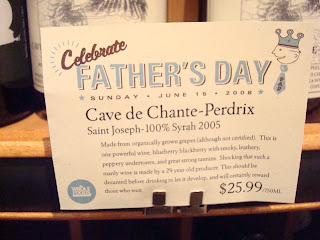 Celebrate
FATHER'S DAY
SUNDAY • JUNE 15 • 2008
Cave de Chante-Perdrix
Saint Joseph-100% Syrah 2005
Made from organically grown grapes (although not certified). This is
one powerful wine, blueberry blackberry with smoky, leathery,
peppery undertones, and great strong tannins. Shocking that such a
manly wine is made by a 29 year old producer. This should be
decanted before drinking to let it develop, and will certainly reward
those who wait.
$25.99/750ML
WHOLE FOODS